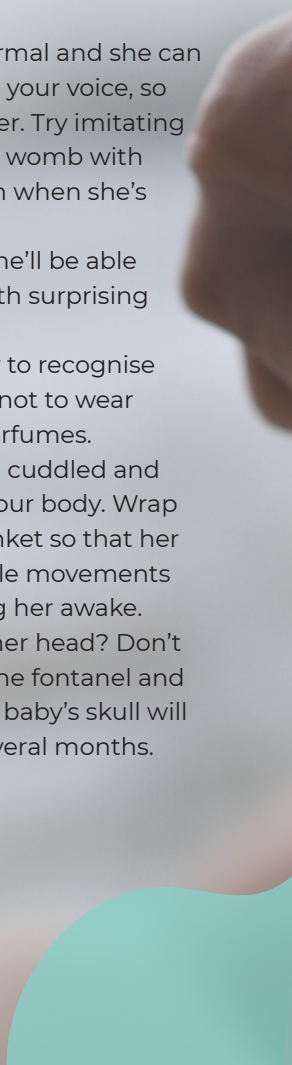 rmal and she can
your voice, so
er. Try imitating
womb with
when she's
ne'll be able
th surprising
to recognise
not to wear
rfumes.
cuddled and
our body. Wrap
nket so that her
le movements
g her awake.
her head? Don't
he fontanel and
baby's skull will
veral months.